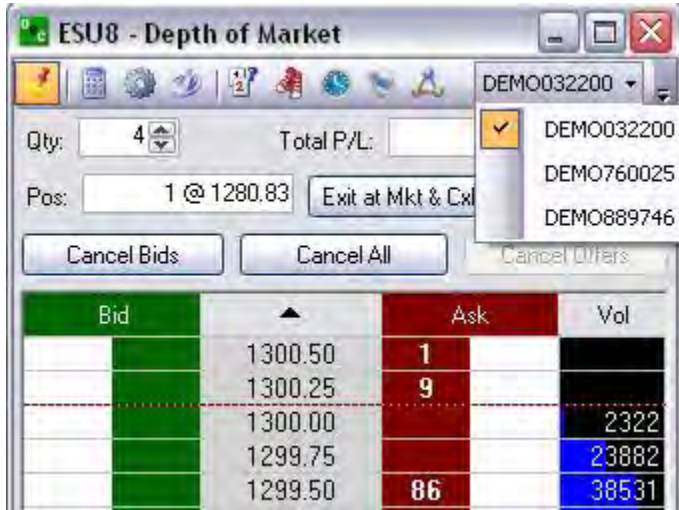 ESU8 - Depth of Market
DEMO032200
Qty: 4 Total P/L: DEMO032200
DEMO760025
Pos: 1 @ 1280.83 Exit at Mkt & Cxl
DEMO889746
Cancel Bids Cancel All Cancel Offers
Bid Ask Vol
1300.50 1
1300.25 9
1300.00 2322
1299.75 23882
1299.50 86 38531